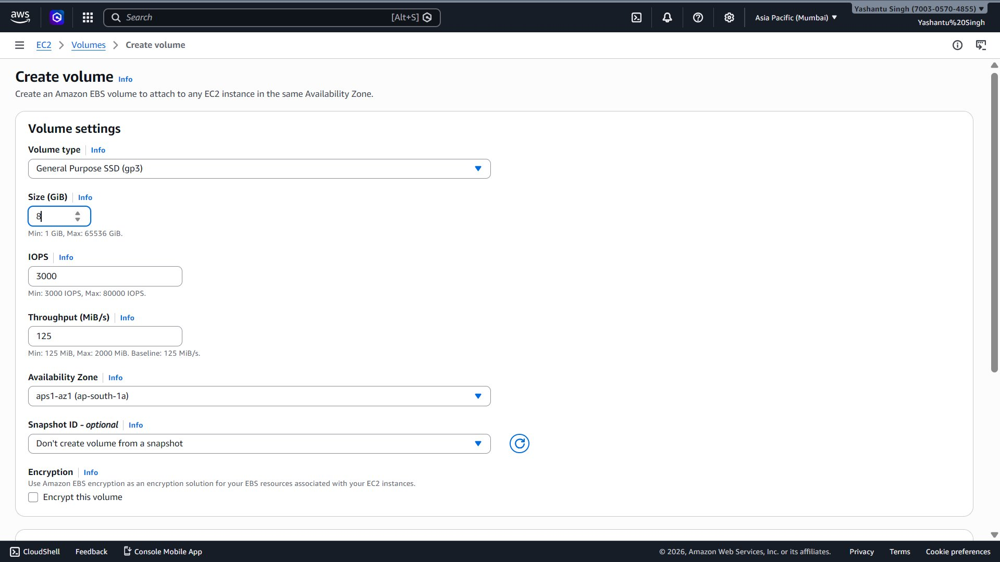 aws
Search [Alt+S]
Asia Pacific (Mumbai) ▼
Yashantu Singh (7003-0570-4855) ▼
Yashantu%20Singh
EC2 > Volumes > Create volume
Create volume Info
Create an Amazon EBS volume to attach to any EC2 instance in the same Availability Zone.
Volume settings
Volume type Info
General Purpose SSD (gp3)
Size (GiB) Info
8
Min: 1 GiB, Max: 65536 GiB.
IOPS Info
3000
Min: 3000 IOPS, Max: 80000 IOPS.
Throughput (MiB/s) Info
125
Min: 125 MiB, Max: 2000 MiB. Baseline: 125 MiB/s.
Availability Zone Info
aps1-az1 (ap-south-1a)
Snapshot ID - optional Info
Don't create volume from a snapshot
Encryption Info
Use Amazon EBS encryption as an encryption solution for your EBS resources associated with your EC2 instances.
Encrypt this volume
CloudShell Feedback Console Mobile App © 2026, Amazon Web Services, Inc. or its affiliates. Privacy Terms Cookie preferences